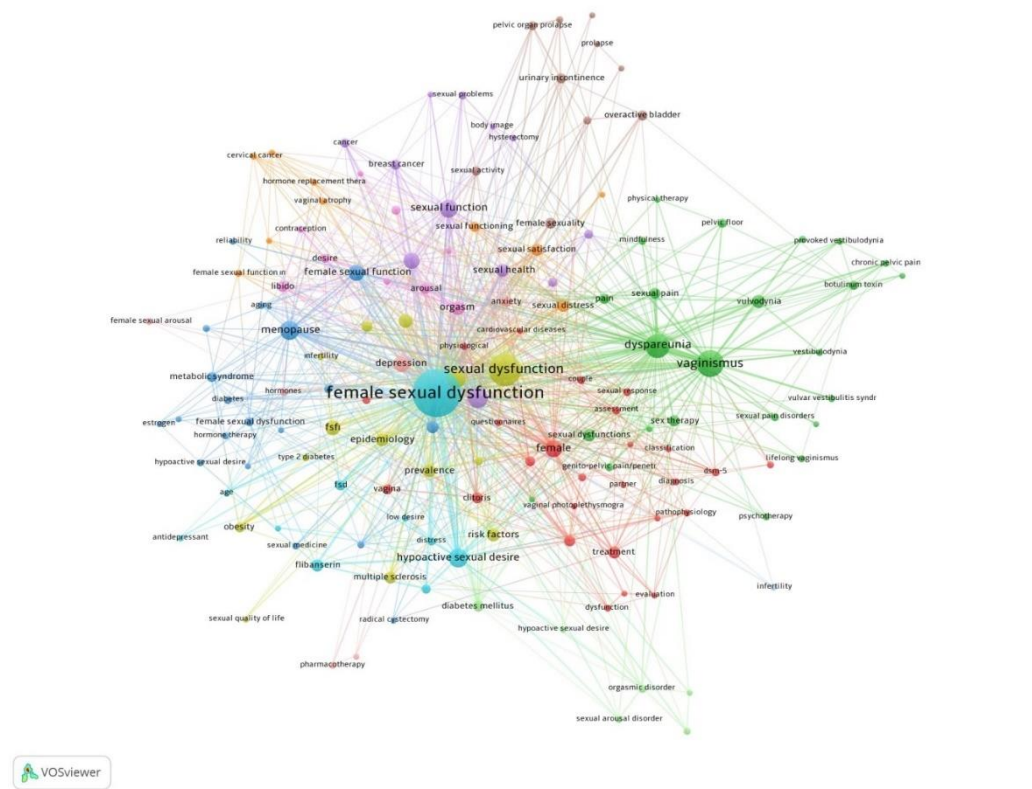 pelvic organ prolapse
prolapse
urinary incontinence
sexual problems
overactive bladder
body image
hysterectomy
cancer
cervical cancer
breast cancer
sexual activity
hormone replacement thera
physical therapy
vaginal atrophy
sexual function
contraception
sexual functioning
female sexuality
pelvic floor
reliability
mindfulness
provoked vestibulodynia
sexual satisfaction
desire
chronic pelvic pain
female sexual function in
female sexual function
sexual health
libido
arousal
botulinum toxin
sexual pain
pain
aging
orgasm
anxiety
sexual distress
vulvodynia
female sexual arousal
menopause
cardiovascular diseases
physiological
dyspareunia
infertility
vestibulodynia
depression
sexual dysfunction
vaginismus
metabolic syndrome
couple
hormones
female sexual dysfunction
sexual response
diabetes
vulvar vestibulitis syndr
assessment
sexual pain disorders
estrogen
female sexual dysfunction
questionnaires
sex therapy
fsfi
hormone therapy
epidemiology
sexual dysfunctions
female
classification
hypoactive sexual desire
type 2 diabetes
lifelong vaginismus
prevalence
genito-pelvic pain/peneti
dsm-5
fsd
partner
diagnosis
age
vagina
clitoris
vaginal photoplethysmogra
pathophysiology
low desire
psychotherapy
obesity
antidepressant
distress
risk factors
sexual medicine
hypoactive sexual desire
treatment
flibanserin
multiple sclerosis
infertility
evaluation
diabetes mellitus
dysfunction
sexual quality of life
radical cystectomy
hypoactive sexual desire
pharmacotherapy
orgasmic disorder
sexual arousal disorder
VOSviewer